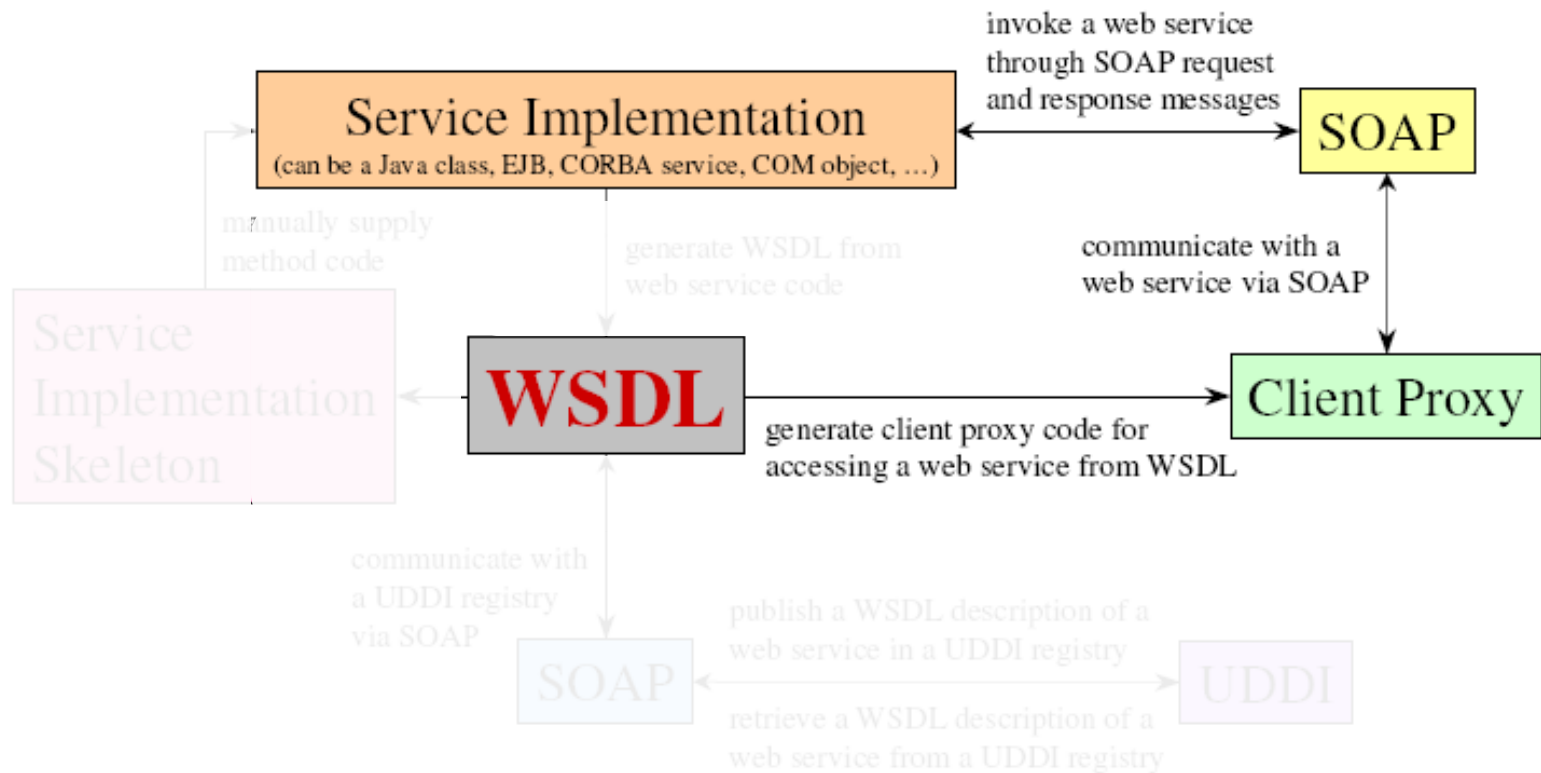 invoke a web service
through SOAP request
and response messages
Service Implementation
(can be a Java class, EJB, CORBA service, COM object, …)
SOAP
manually supply
method code
generate WSDL from
web service code
communicate with a
web service via SOAP
Service
Implementation
Skeleton
WSDL
generate client proxy code for
accessing a web service from WSDL
Client Proxy
communicate with
a UDDI registry
via SOAP
SOAP
publish a WSDL description of a
web service in a UDDI registry
retrieve a WSDL description of a
web service from a UDDI registry
UDDI